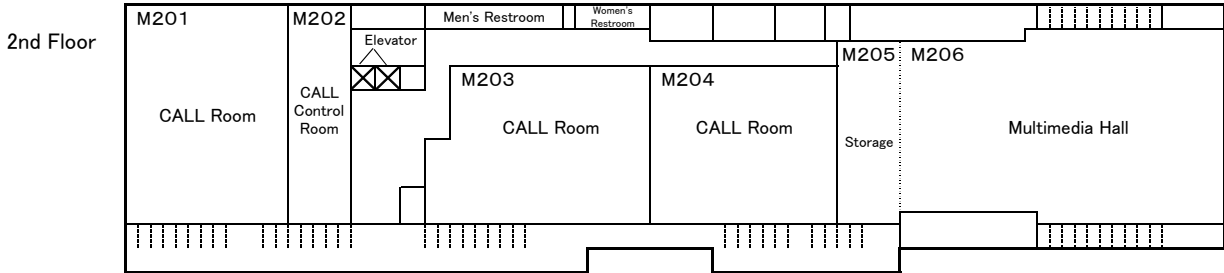 2nd Floor
M201
M202
Men's Restroom
Women's
Restroom
Elevator
M203
M204
M205
M206
CALL Room
CALL
Control
Room
CALL Room
CALL Room
Storage
Multimedia Hall